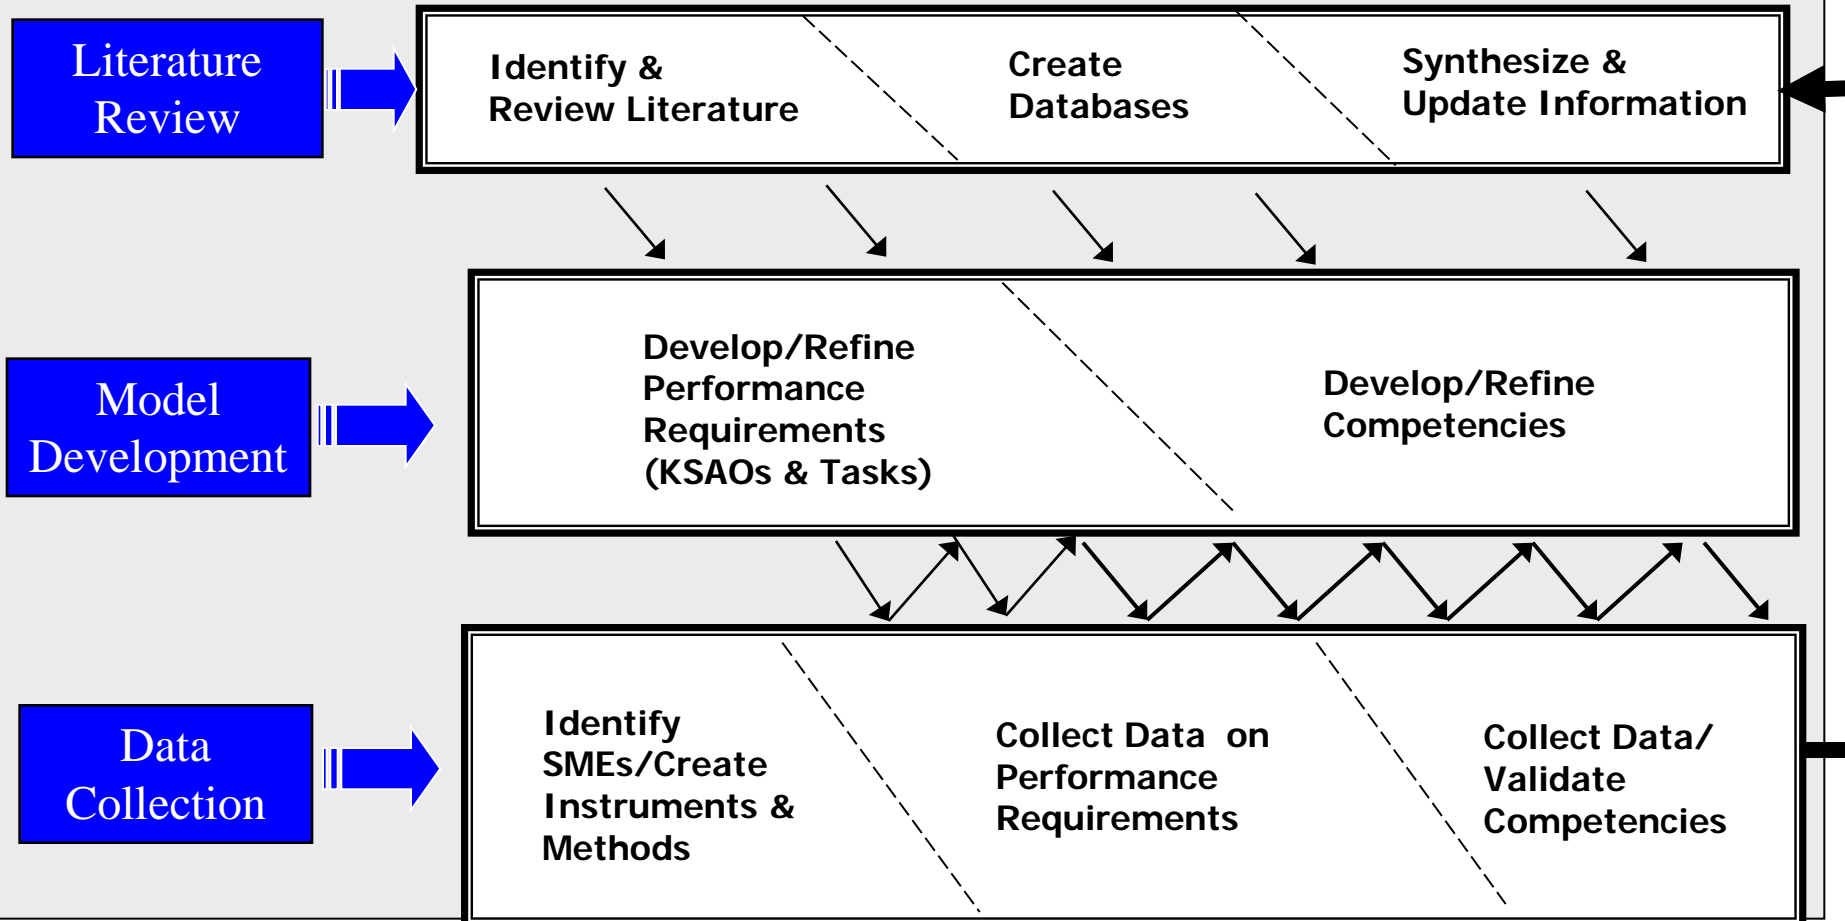 Literature
Review
Identify &
Review Literature
Create
Databases
Synthesize &
Update Information
Model
Development
Develop/Refine
Performance
Requirements
(KSAOs & Tasks)
Develop/Refine
Competencies
Data
Collection
Identify
SMEs/Create
Instruments &
Methods
Collect Data on
Performance
Requirements
Collect Data/
Validate
Competencies